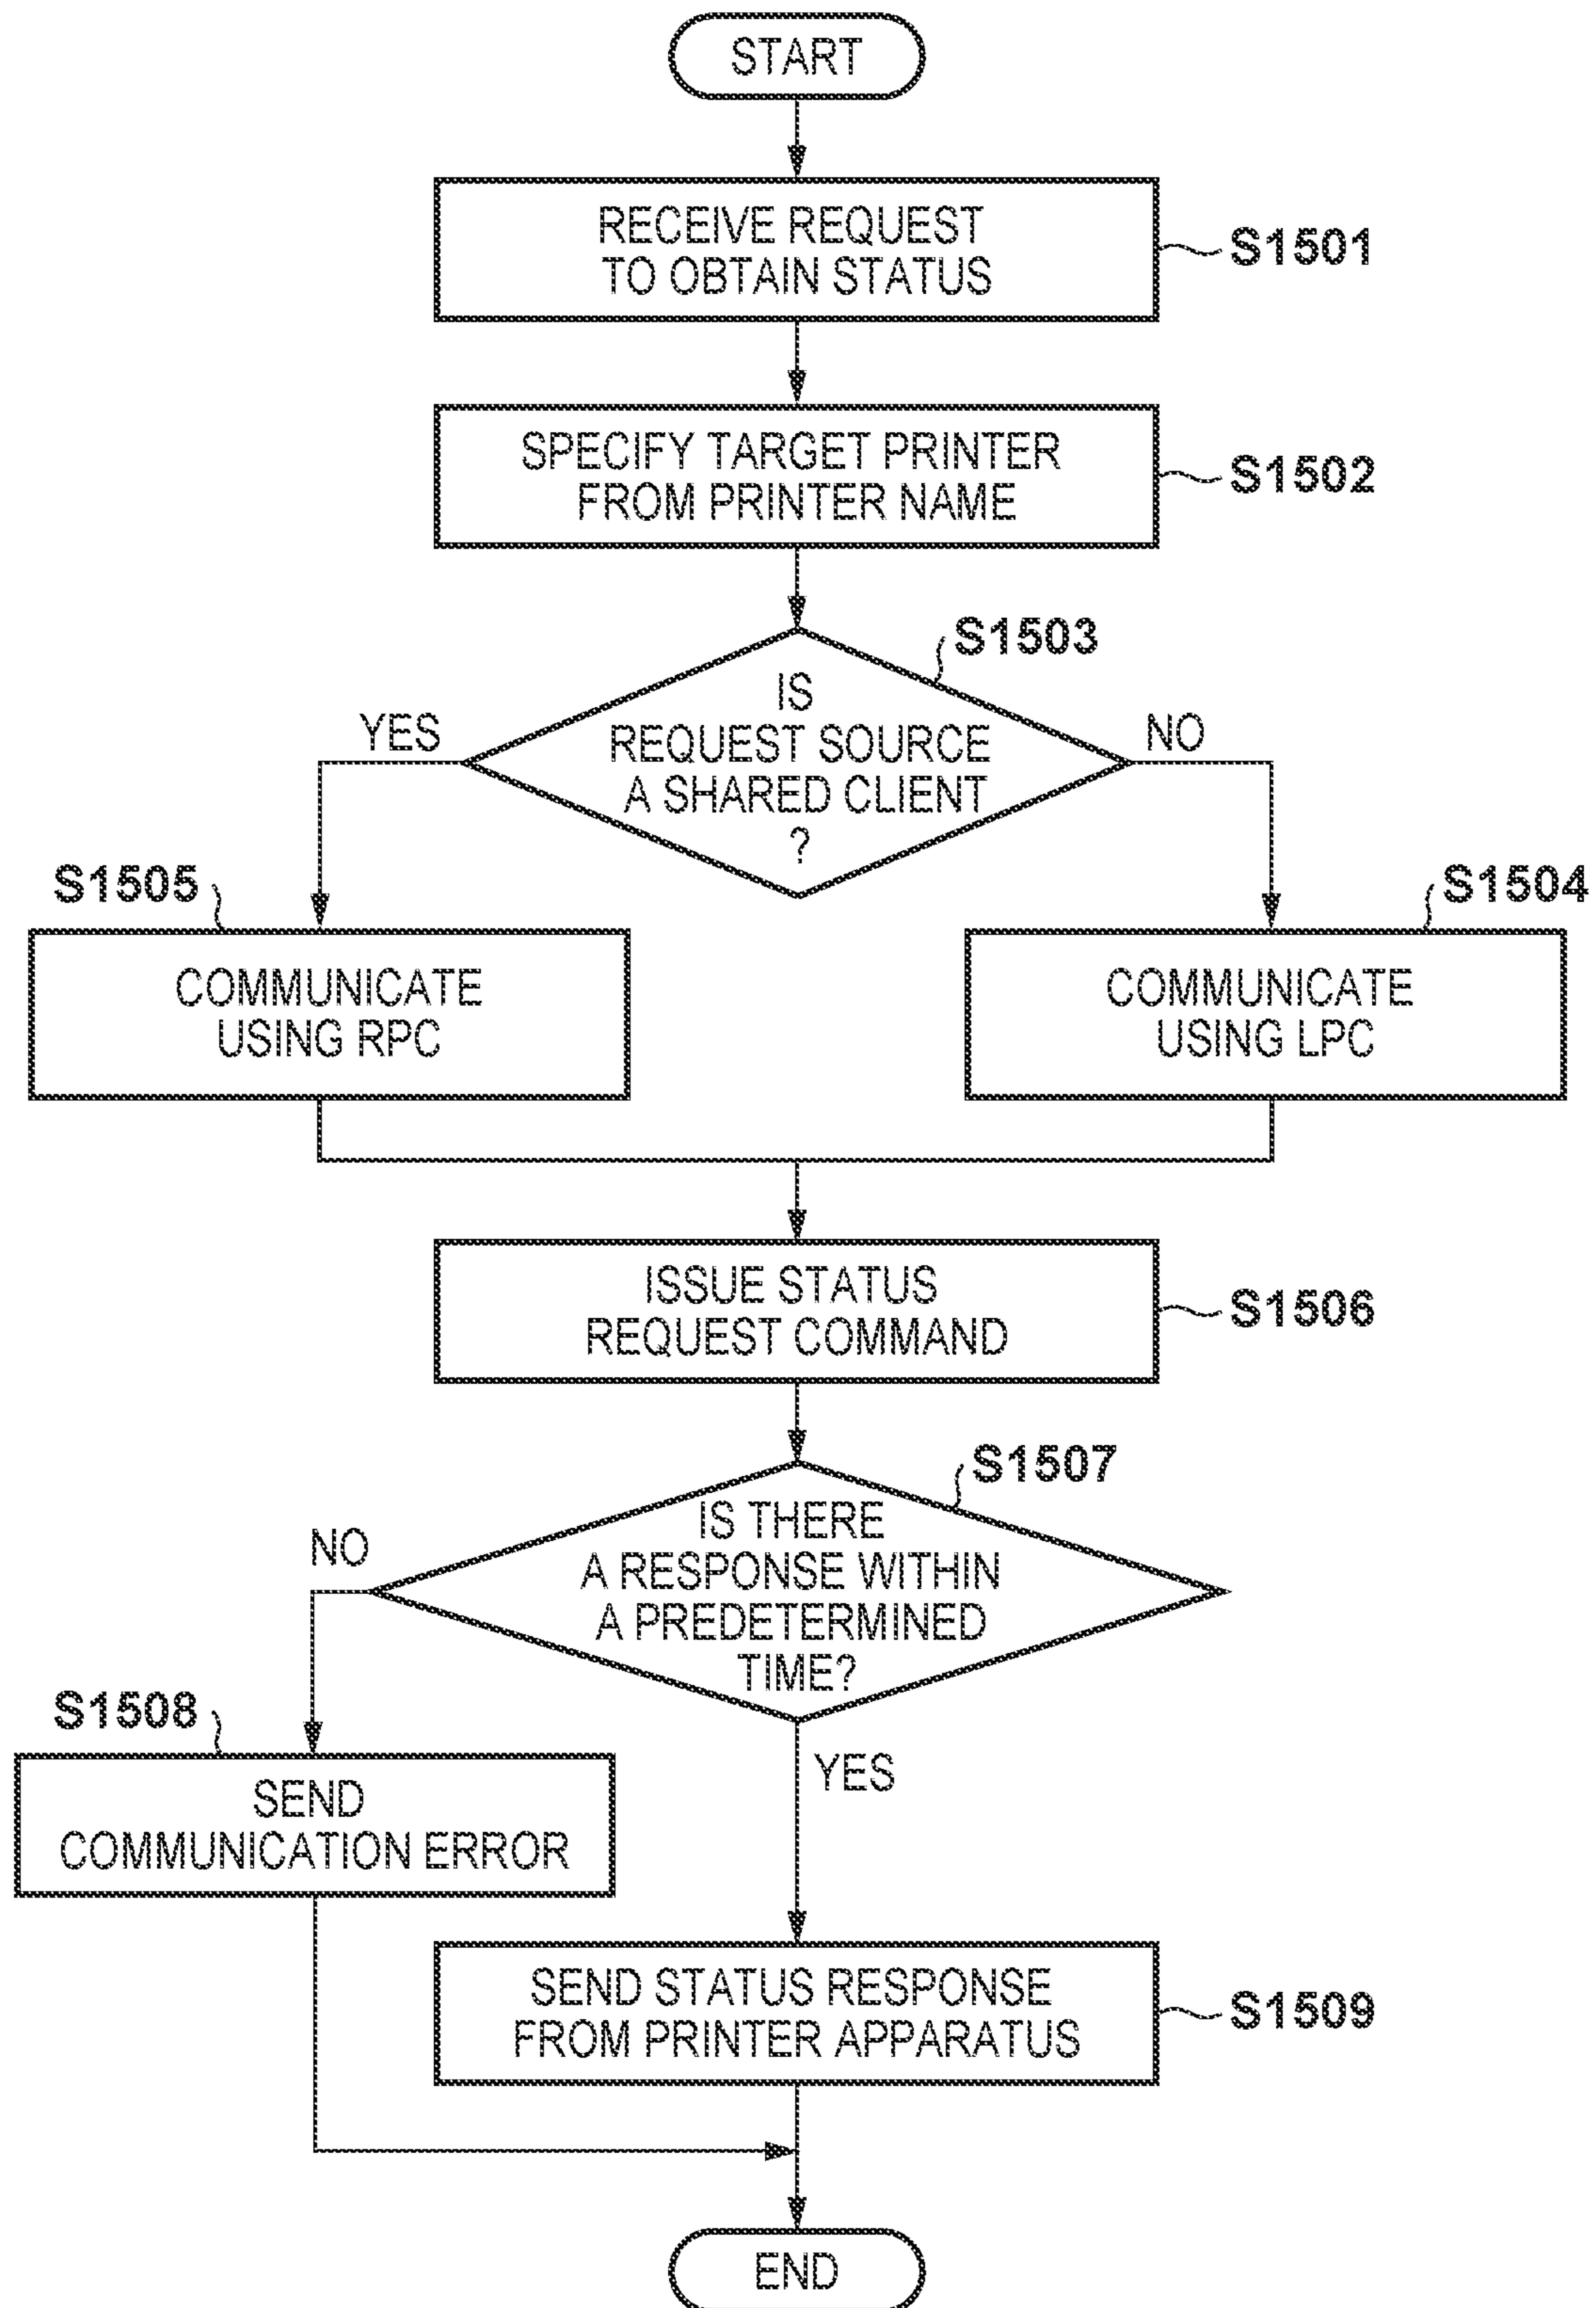 START
RECEIVE REQUEST
TO OBTAIN STATUS
S1501
SPECIFY TARGET PRINTER
FROM PRINTER NAME
S1502
S1503
IS
REQUEST SOURCE
A SHARED CLIENT
?
YES
NO
S1505
COMMUNICATE
USING RPC
S1504
COMMUNICATE
USING LPC
ISSUE STATUS
REQUEST COMMAND
S1506
S1507
IS THERE
A RESPONSE WITHIN
A PREDETERMINED
TIME?
NO
YES
S1508
SEND
COMMUNICATION ERROR
SEND STATUS RESPONSE
FROM PRINTER APPARATUS
S1509
END